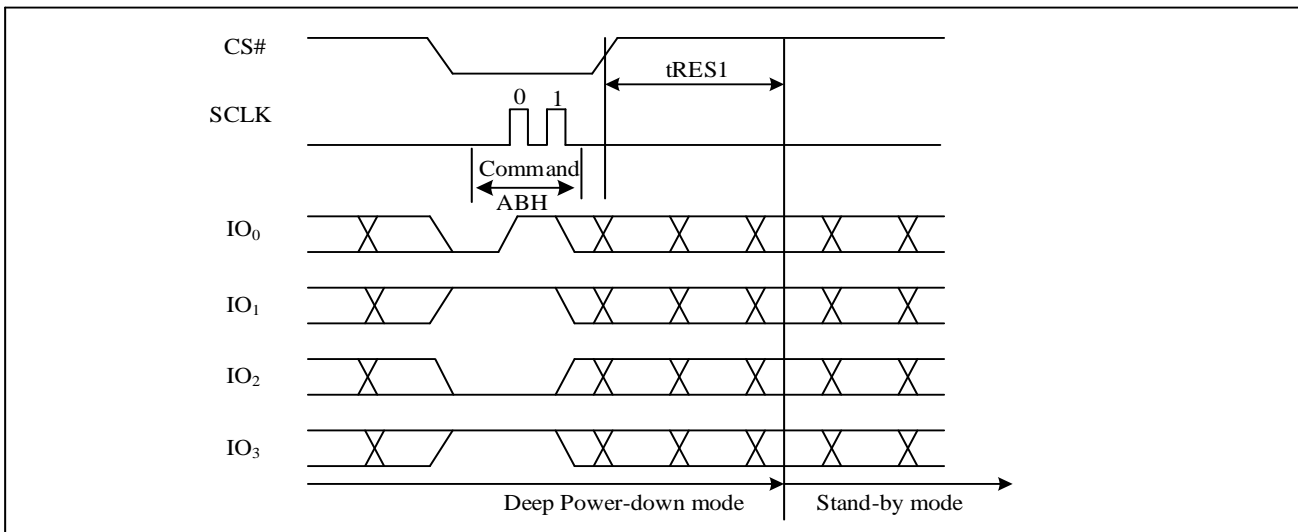 CS#
tRES1
0 1
SCLK
Command
ABH
IO₀
IO₁
IO₂
IO₃
Deep Power-down mode Stand-by mode